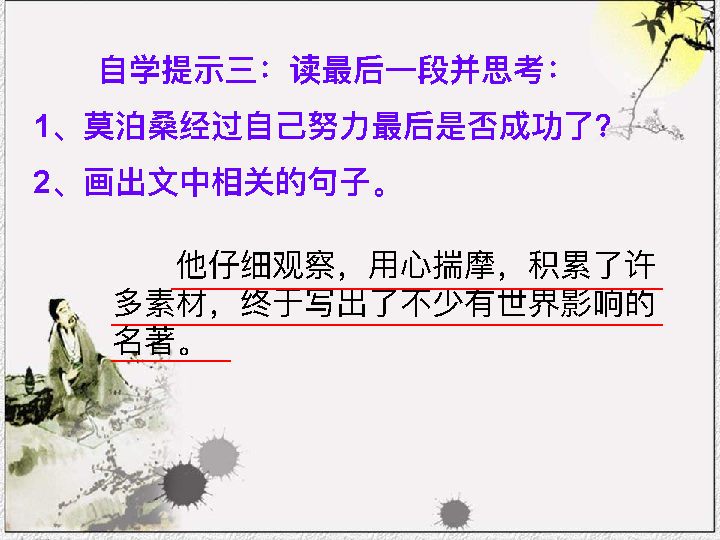 自学提示三：读最后一段并思考：
1、莫泊桑经过自己努力最后是否成功了？
2、画出文中相关的句子。
他仔细观察，用心揣摩，积累了许
多素材，终于写出了不少有世界影响的
名著。